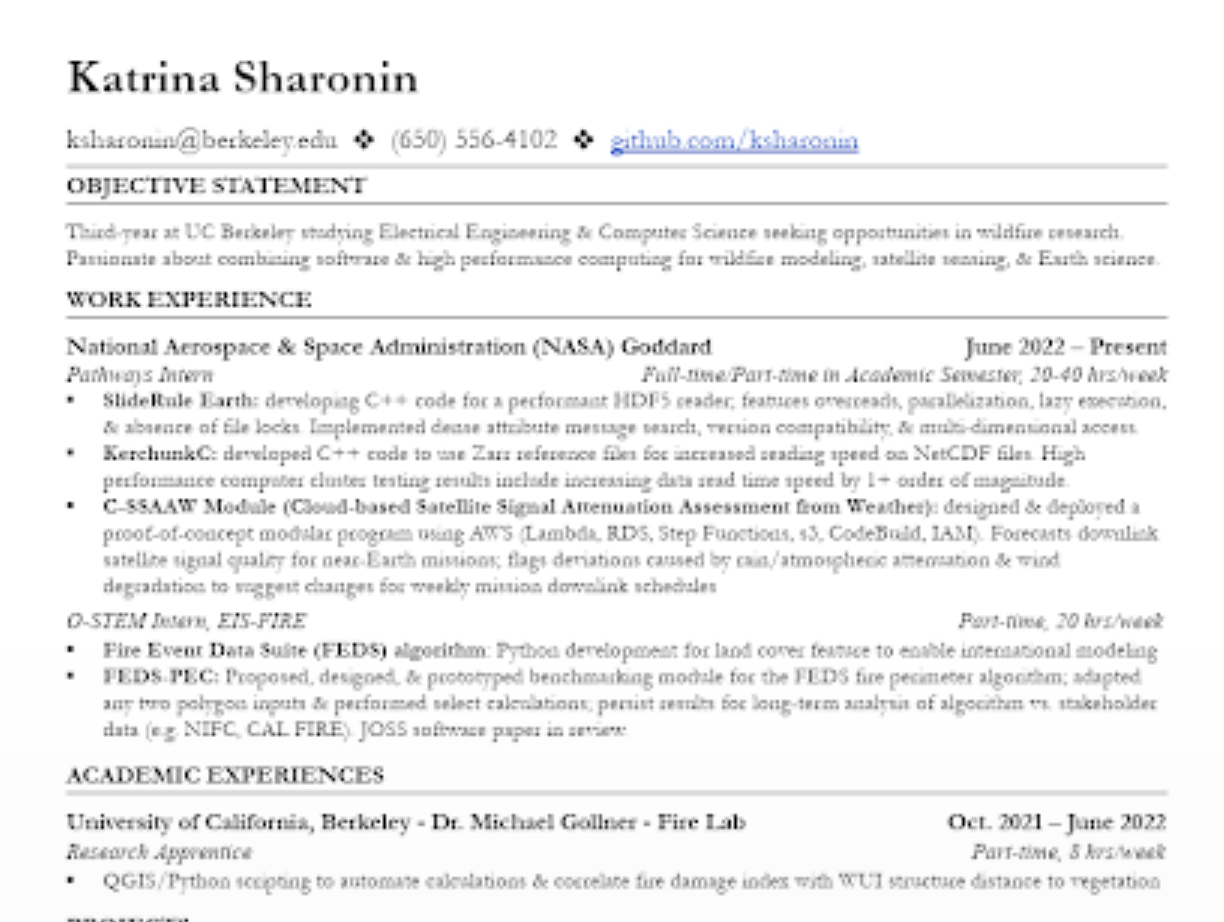 Katrina Sharonin
ksharonin@berkeley.edu ❖ (650) 556-4102 ❖ github.com/ksharonin
OBJECTIVE STATEMENT
Third-year at UC Berkeley studying Electrical Engineering & Computer Science seeking opportunities in wildfire research.
Passionate about combining software & high performance computing for wildfire modeling, satellite sensing, & Earth science.
WORK EXPERIENCE
National Aerospace & Space Administration (NASA) Goddard June 2022 – Present
Pathways Intern Full-time/Part-time in Academic Semester, 20-40 hrs/week
▪ SlideRule Earth: developing C++ code for a performant HDF5 reader; features overreads, parallelization, lazy execution,
& absence of file locks. Implemented dense attribute message search, version compatibility, & multi-dimensional access.
▪ KerchunkC: developed C++ code to use Zarr reference files for increased reading speed on NetCDF files. High
performance computer cluster testing results include increasing data read time speed by 1+ order of magnitude.
▪ C-SSAAW Module (Cloud-based Satellite Signal Attenuation Assessment from Weather): designed & deployed a
proof-of-concept modular program using AWS (Lambda, RDS, Step Functions, s3, CodeBuild, IAM). Forecasts downlink
satellite signal quality for near-Earth missions; flags deviations caused by rain/atmospheric attenuation & wind
degradation to suggest changes for weekly mission downlink schedules
O-STEM Intern, EIS-FIRE Part-time, 20 hrs/week
▪ Fire Event Data Suite (FEDS) algorithm: Python development for land cover feature to enable international modeling
▪ FEDS-PEC: Proposed, designed, & prototyped benchmarking module for the FEDS fire perimeter algorithm; adapted
any two polygon inputs & performed select calculations; persist results for long-term analysis of algorithm vs. stakeholder
data (e.g. NIFC, CAL FIRE). JOSS software paper in review.
ACADEMIC EXPERIENCES
University of California, Berkeley - Dr. Michael Gollner - Fire Lab Oct. 2021 – June 2022
Research Apprentice Part-time, 8 hrs/week
▪ QGIS/Python scripting to automate calculations & correlate fire damage index with WUI structure distance to vegetation
PROJECTS